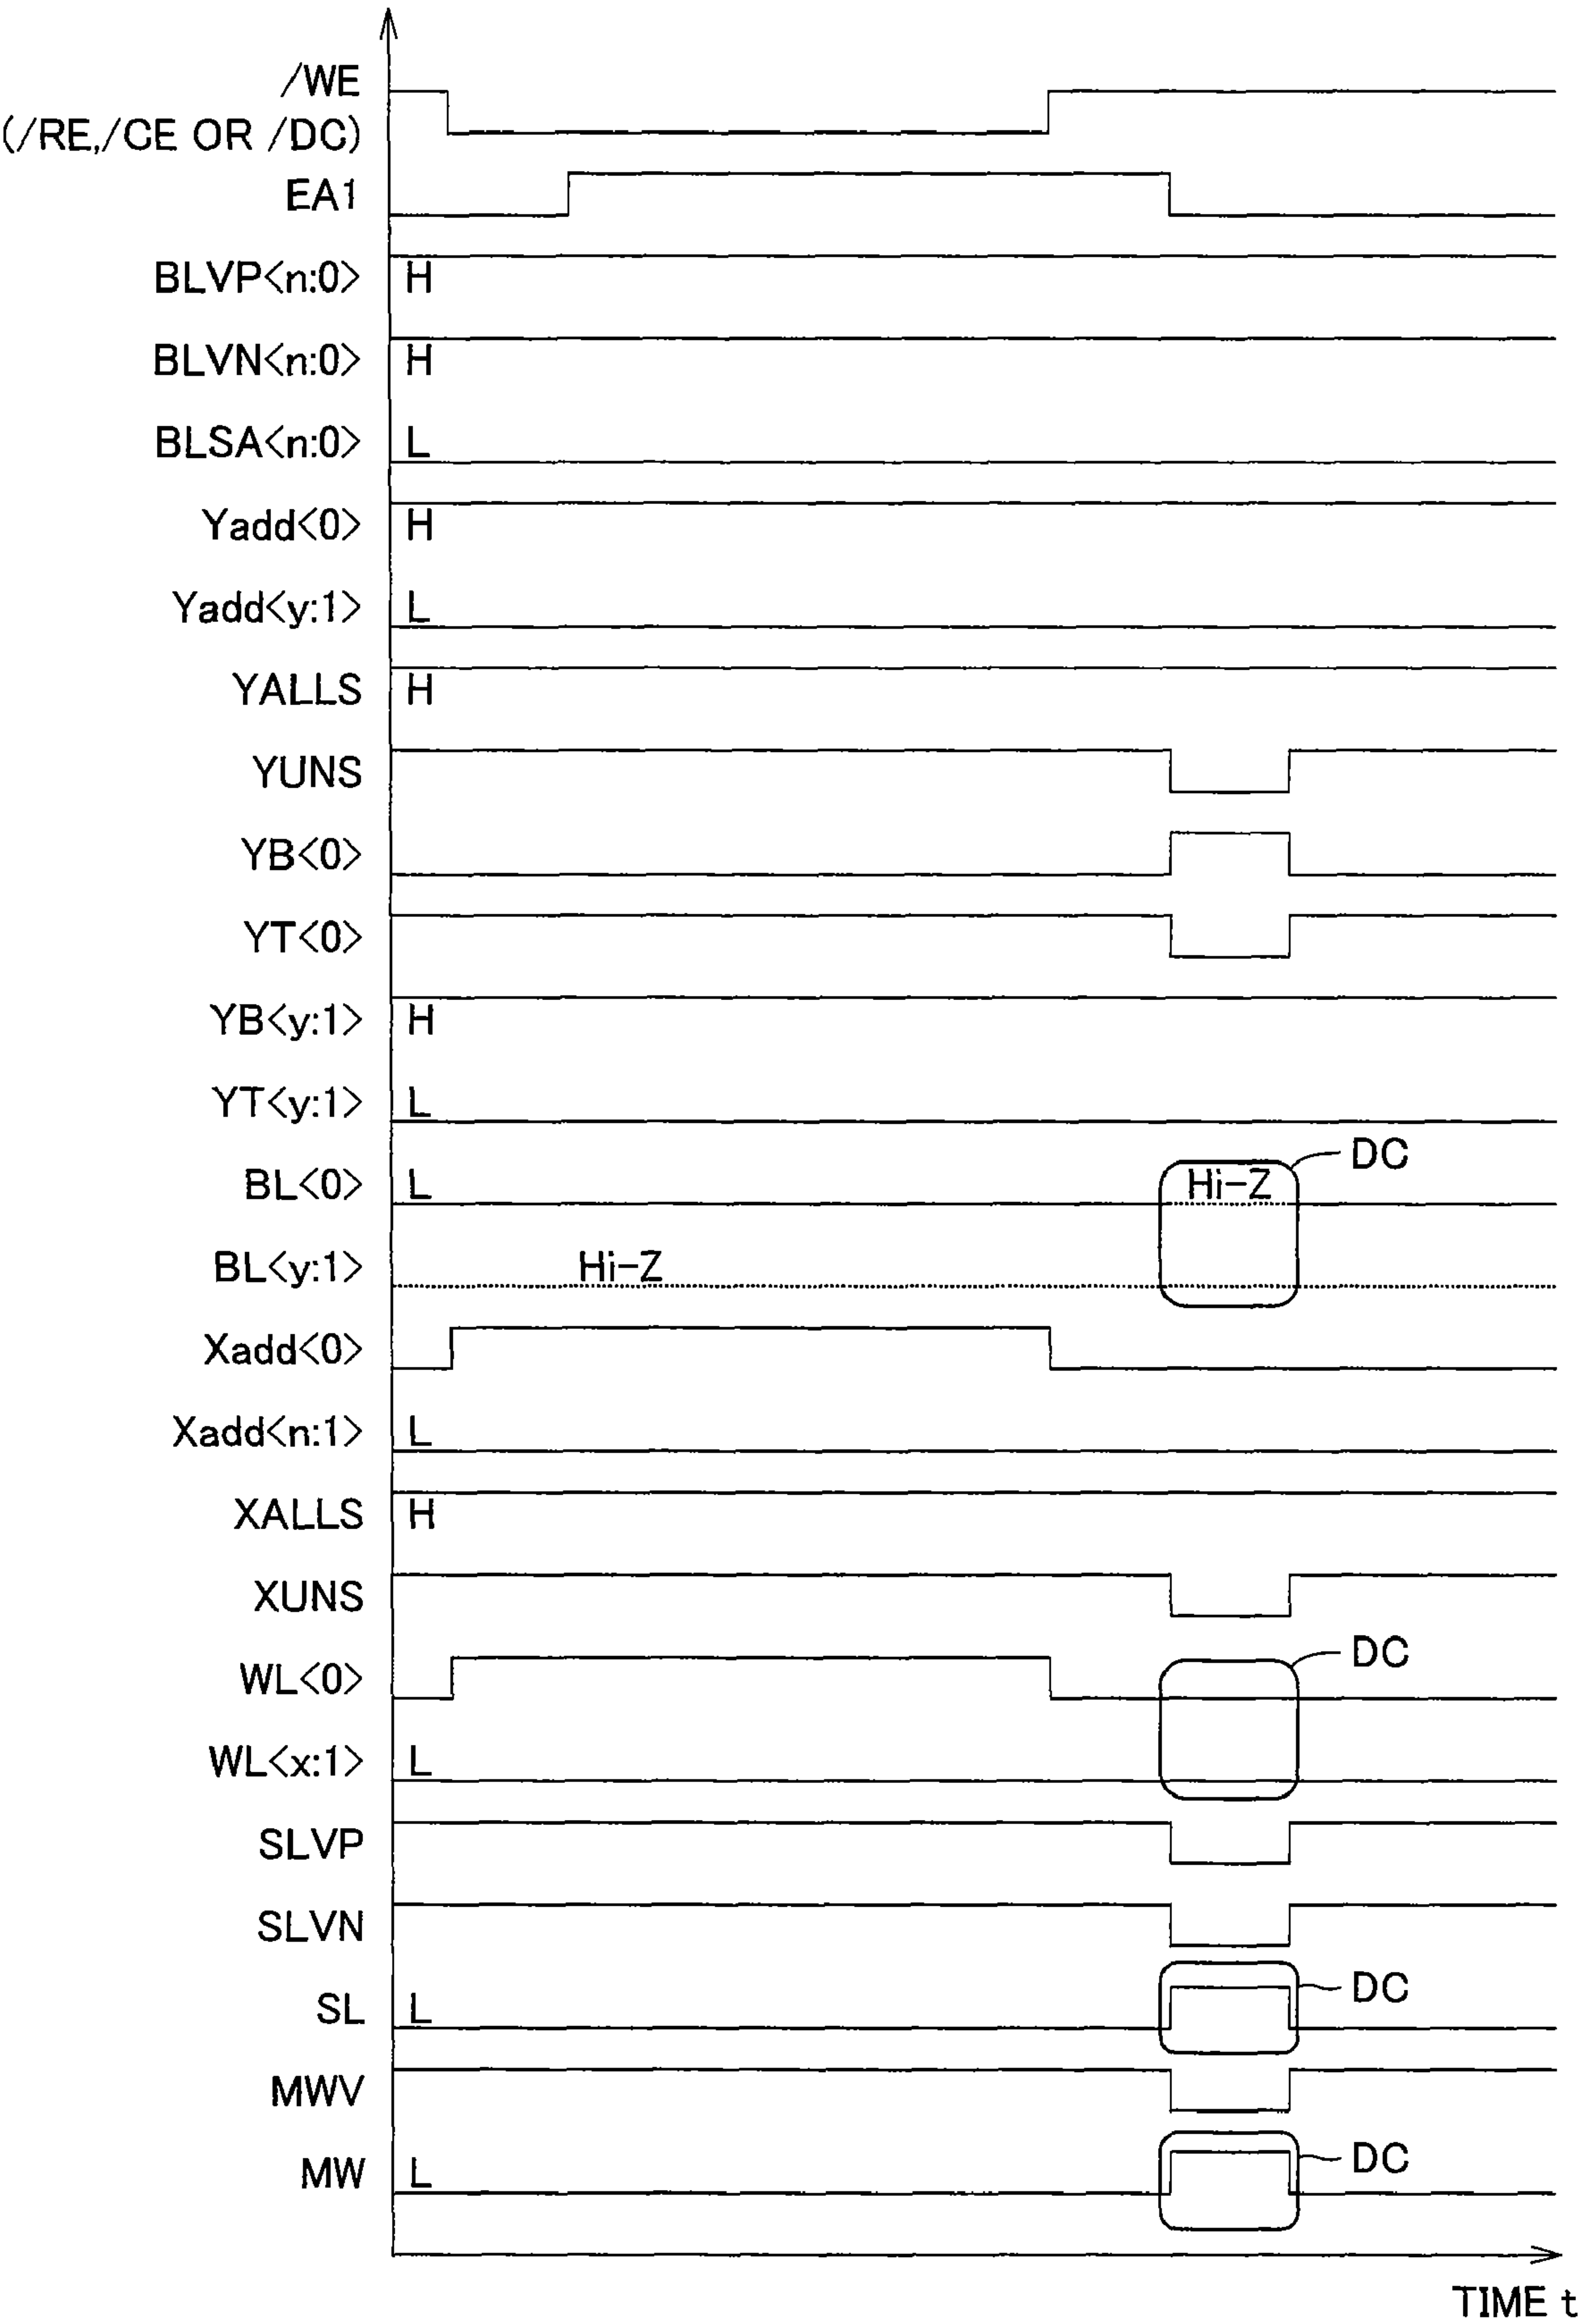 /WE
(/RE,/CE OR /DC)
EA1
BLVP<n:0> H
BLVN<n:0> H
BLSA<n:0> L
Yadd<0> H
Yadd<y:1> L
YALLS H
YUNS
YB<0>
YT<0>
YB<y:1> H
YT<y:1> L
BL<0> L Hi-Z DC
BL<y:1> Hi-Z
Xadd<0>
Xadd<n:1> L
XALLS H
XUNS
WL<0> DC
WL<x:1> L
SLVP
SLVN
SL L DC
MWV
MW L DC
TIME t